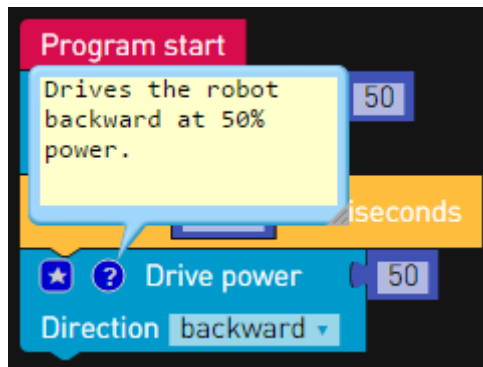 Program start
Drives the robot
backward at 50%
power.
50
iseconds
? Drive power 50
Direction backward